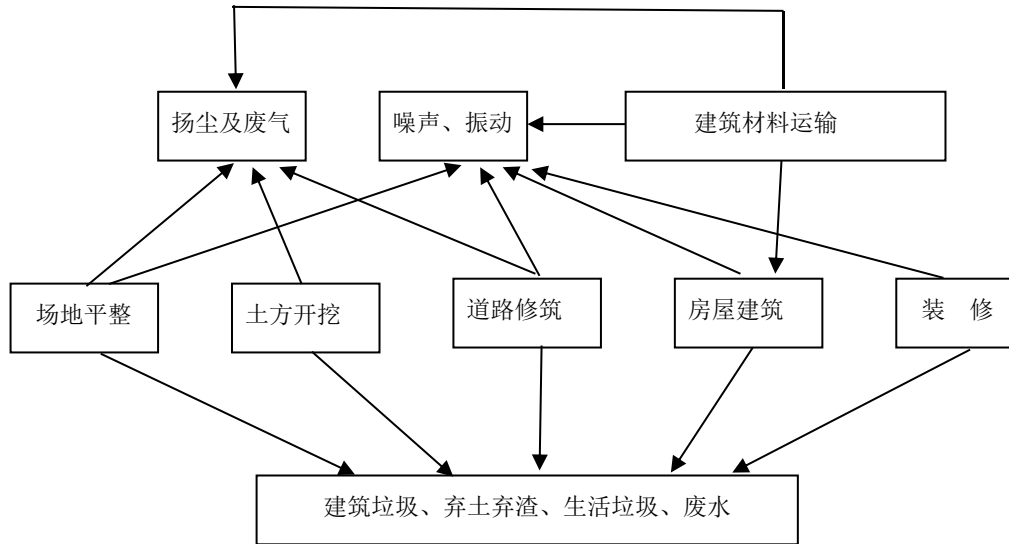 扬尘及废气
噪声、振动
建筑材料运输
场地平整
土方开挖
道路修筑
房屋建筑
装 修
建筑垃圾、弃土弃渣、生活垃圾、废水